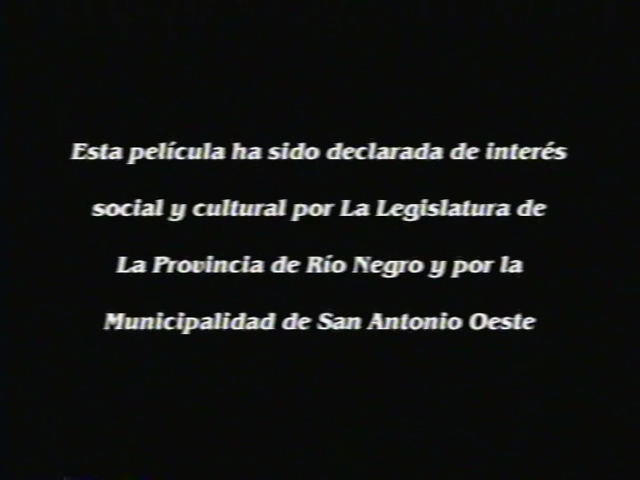 Esta película ha sido declarada de interés
social y cultural por La Legislatura de
La Provincia de Río Negro y por la
Municipalidad de San Antonio Oeste